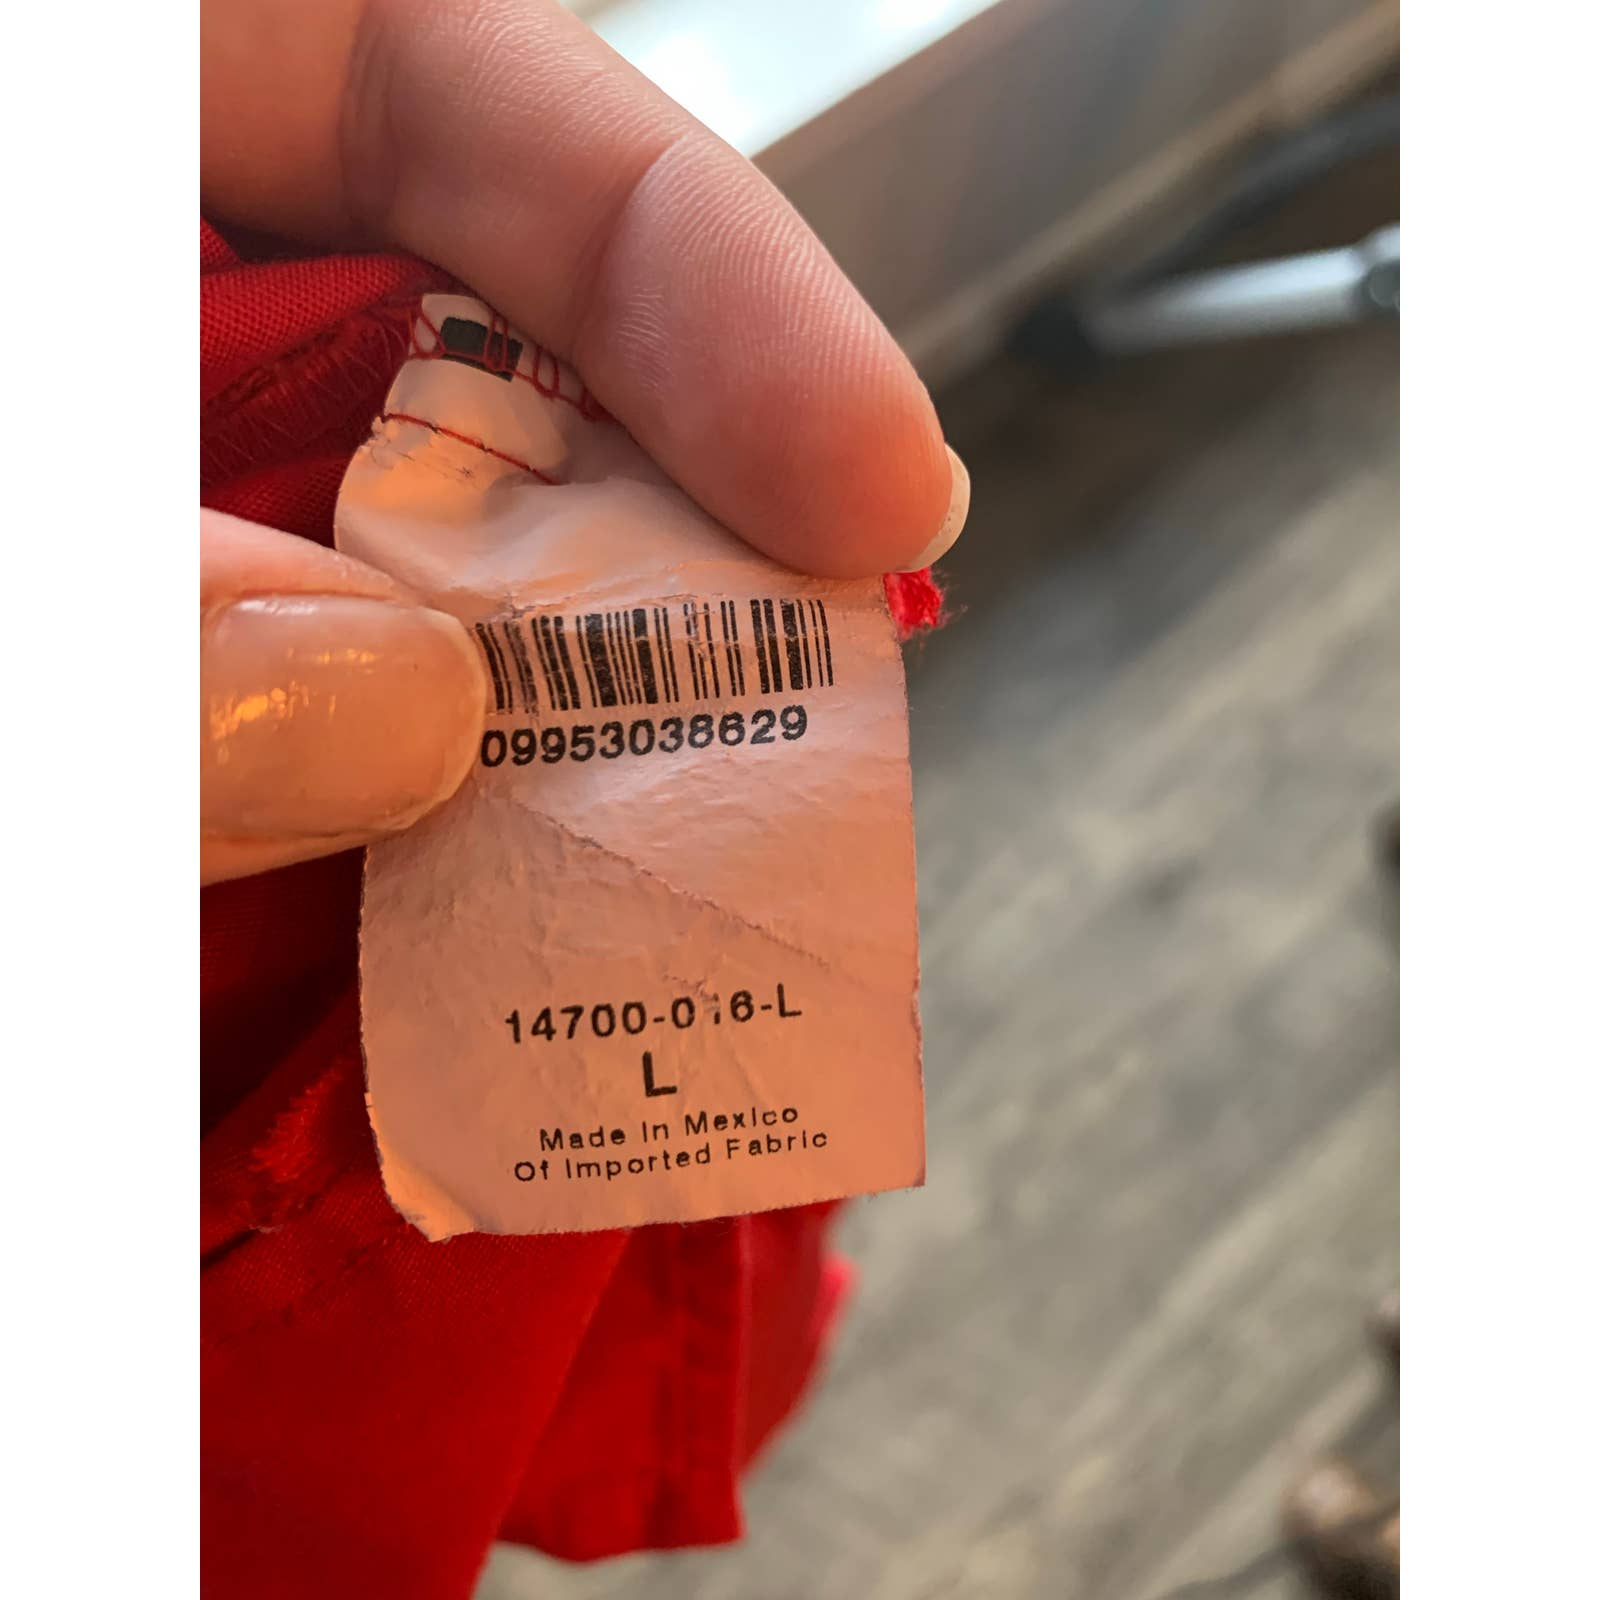 09953038629
14700-016-L
L
Made In Mexico
Of Imported Fabric